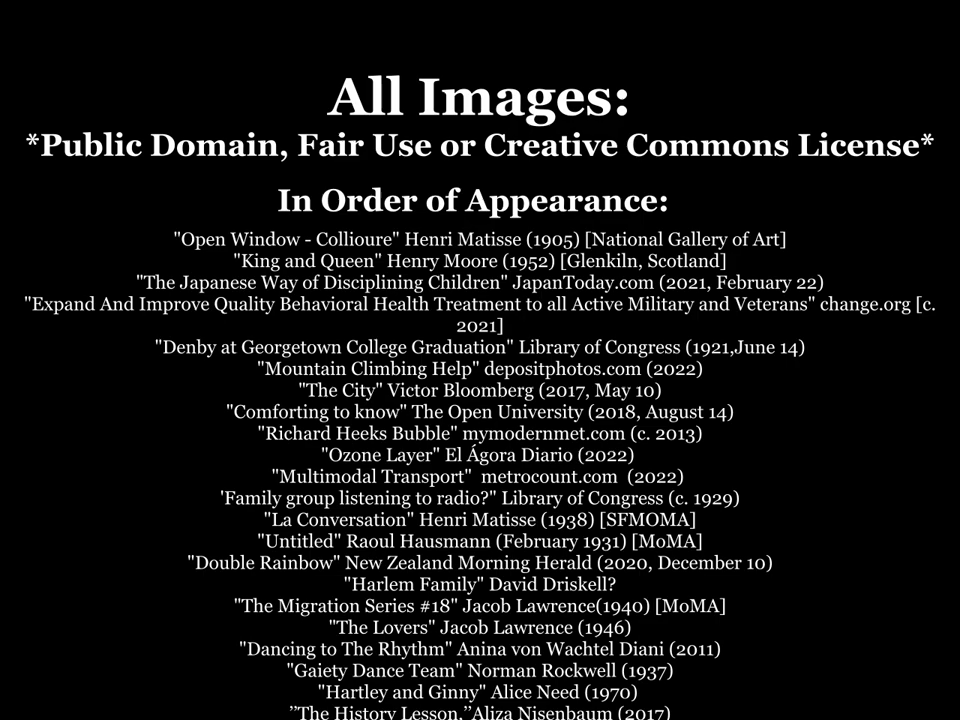 All Images:
*Public Domain, Fair Use or Creative Commons License*
In Order of Appearance:
"Open Window - Collioure" Henri Matisse (1905) [National Gallery of Art]
"King and Queen" Henry Moore (1952) [Glenkiln, Scotland]
"The Japanese Way of Disciplining Children" JapanToday.com (2021, February 22)
"Expand And Improve Quality Behavioral Health Treatment to all Active Military and Veterans" change.org [c.
2021]
"Denby at Georgetown College Graduation" Library of Congress (1921,June 14)
"Mountain Climbing Help" depositphotos.com (2022)
"The City" Victor Bloomberg (2017, May 10)
"Comforting to know" The Open University (2018, August 14)
"Richard Heeks Bubble" mymodernmet.com (c. 2013)
"Ozone Layer" El Ágora Diario (2022)
"Multimodal Transport"  metrocount.com  (2022)
'Family group listening to radio?" Library of Congress (c. 1929)
"La Conversation" Henri Matisse (1938) [SFMOMA]
"Untitled" Raoul Hausmann (February 1931) [MoMA]
"Double Rainbow" New Zealand Morning Herald (2020, December 10)
"Harlem Family" David Driskell?
"The Migration Series #18" Jacob Lawrence(1940) [MoMA]
"The Lovers" Jacob Lawrence (1946)
"Dancing to The Rhythm" Anina von Wachtel Diani (2011)
"Gaiety Dance Team" Norman Rockwell (1937)
"Hartley and Ginny" Alice Need (1970)
”The History Lesson,”Aliza Nisenbaum (2017)